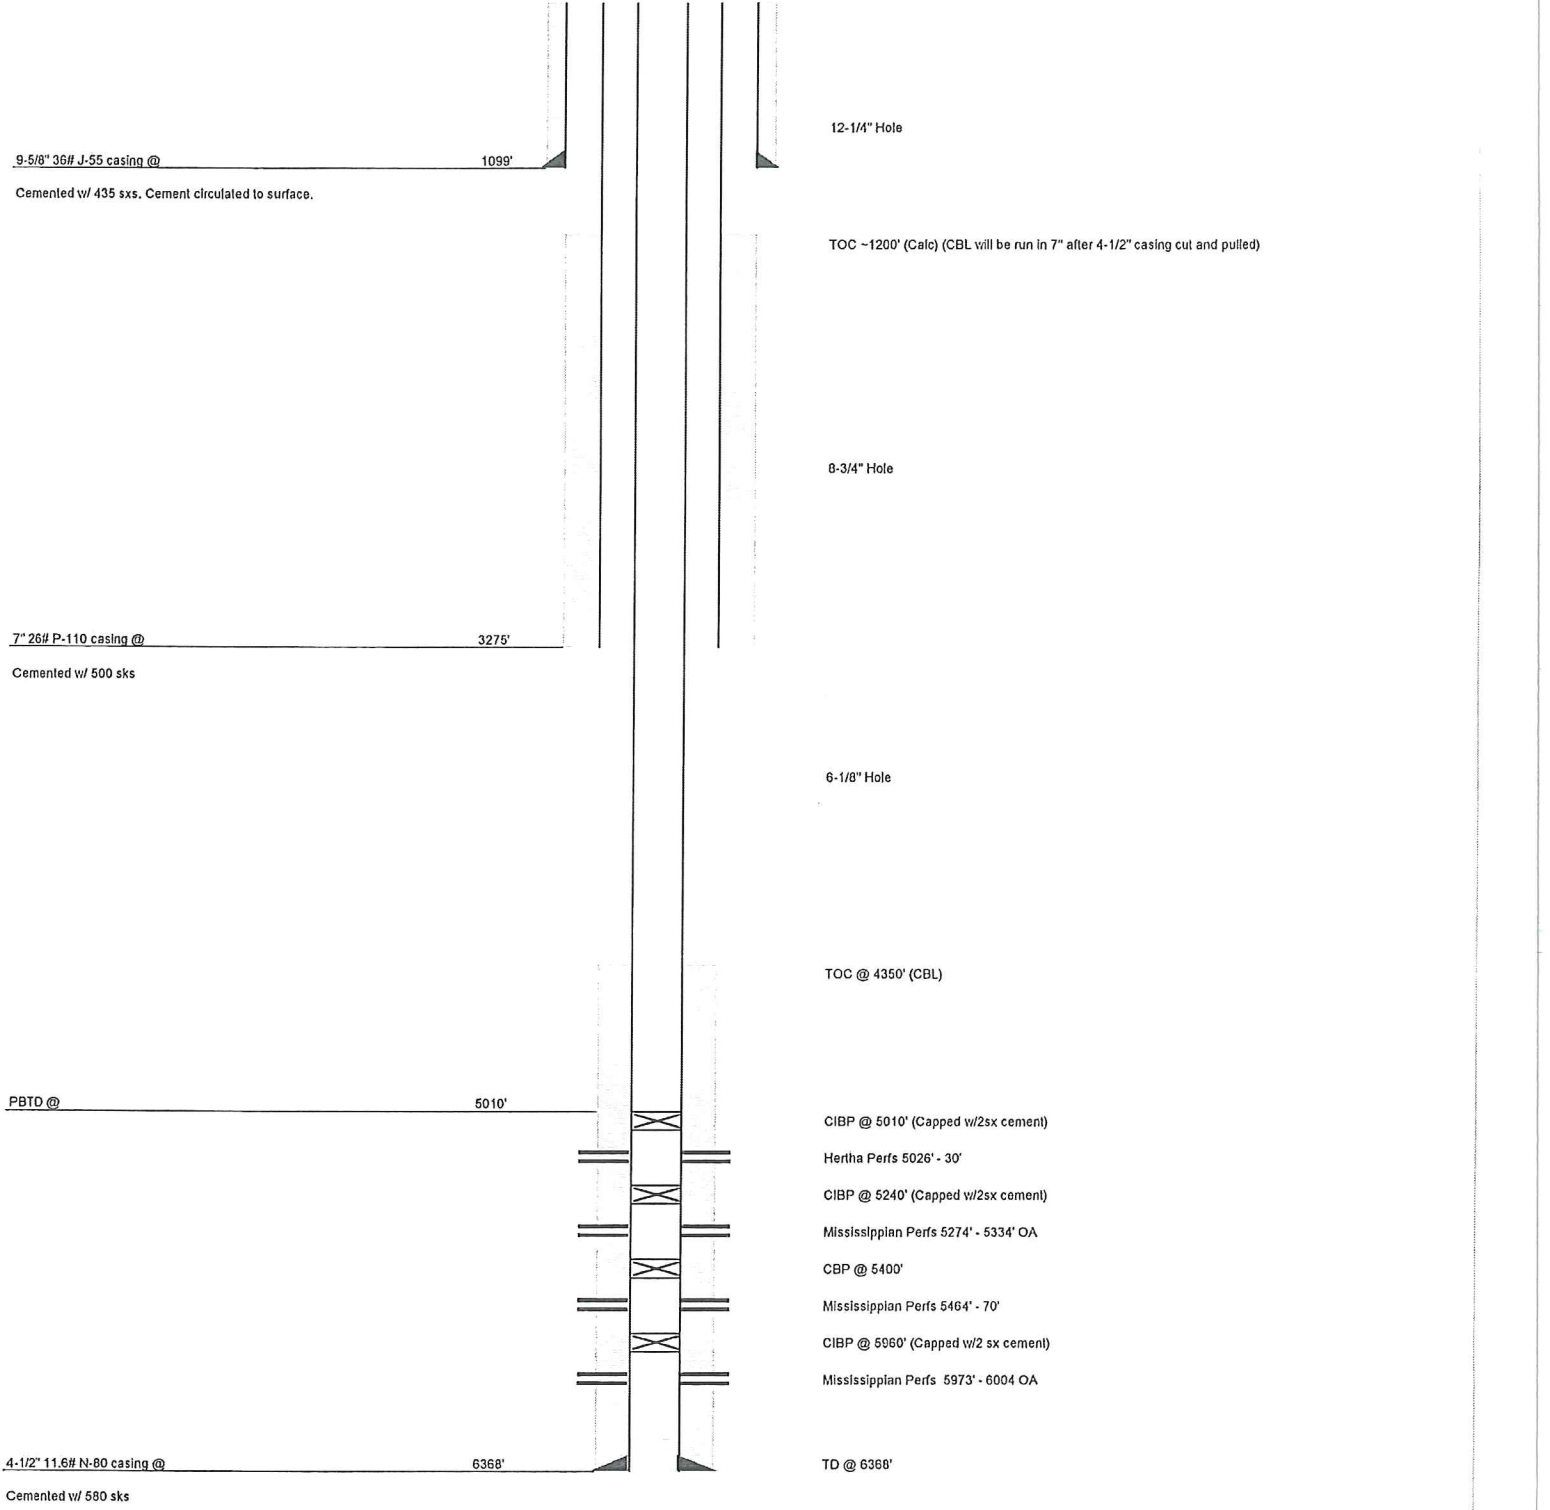 12-1/4" Hole
9-5/8" 36# J-55 casing @ 1099'
Cemented w/ 435 sxs. Cement circulated to surface.
TOC ~1200' (Calc) (CBL will be run in 7" after 4-1/2" casing cut and pulled)
8-3/4" Hole
7" 26# P-110 casing @ 3275'
Cemented w/ 500 sks
6-1/8" Hole
TOC @ 4350' (CBL)
PBTD @ 5010'
CIBP @ 5010' (Capped w/2sx cement)
Hertha Perfs 5026' - 30'
CIBP @ 5240' (Capped w/2sx cement)
Mississippian Perfs 5274' - 5334' OA
CBP @ 5400'
Mississippian Perfs 5464' - 70'
CIBP @ 5960' (Capped w/2 sx cement)
Mississippian Perfs 5973' - 6004 OA
4-1/2" 11.6# N-80 casing @ 6368'
TD @ 6368'
Cemented w/ 580 sks